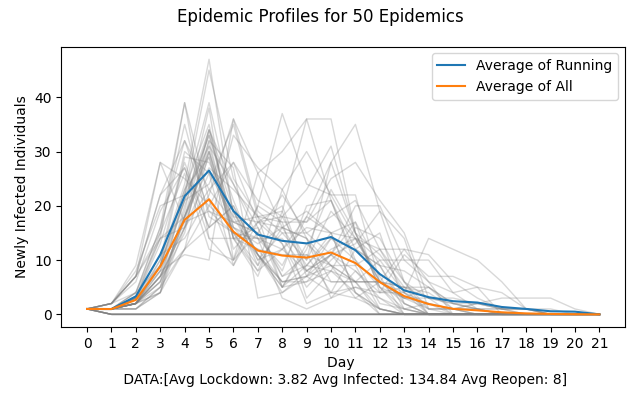 Epidemic Profiles for 50 Epidemics
Average of Running
Average of All
Newly Infected Individuals
40
30
20
10
0
0 1 2 3 4 5 6 7 8 9 10 11 12 13 14 15 16 17 18 19 20 21
Day
DATA:[Avg Lockdown: 3.82 Avg Infected: 134.84 Avg Reopen: 8]